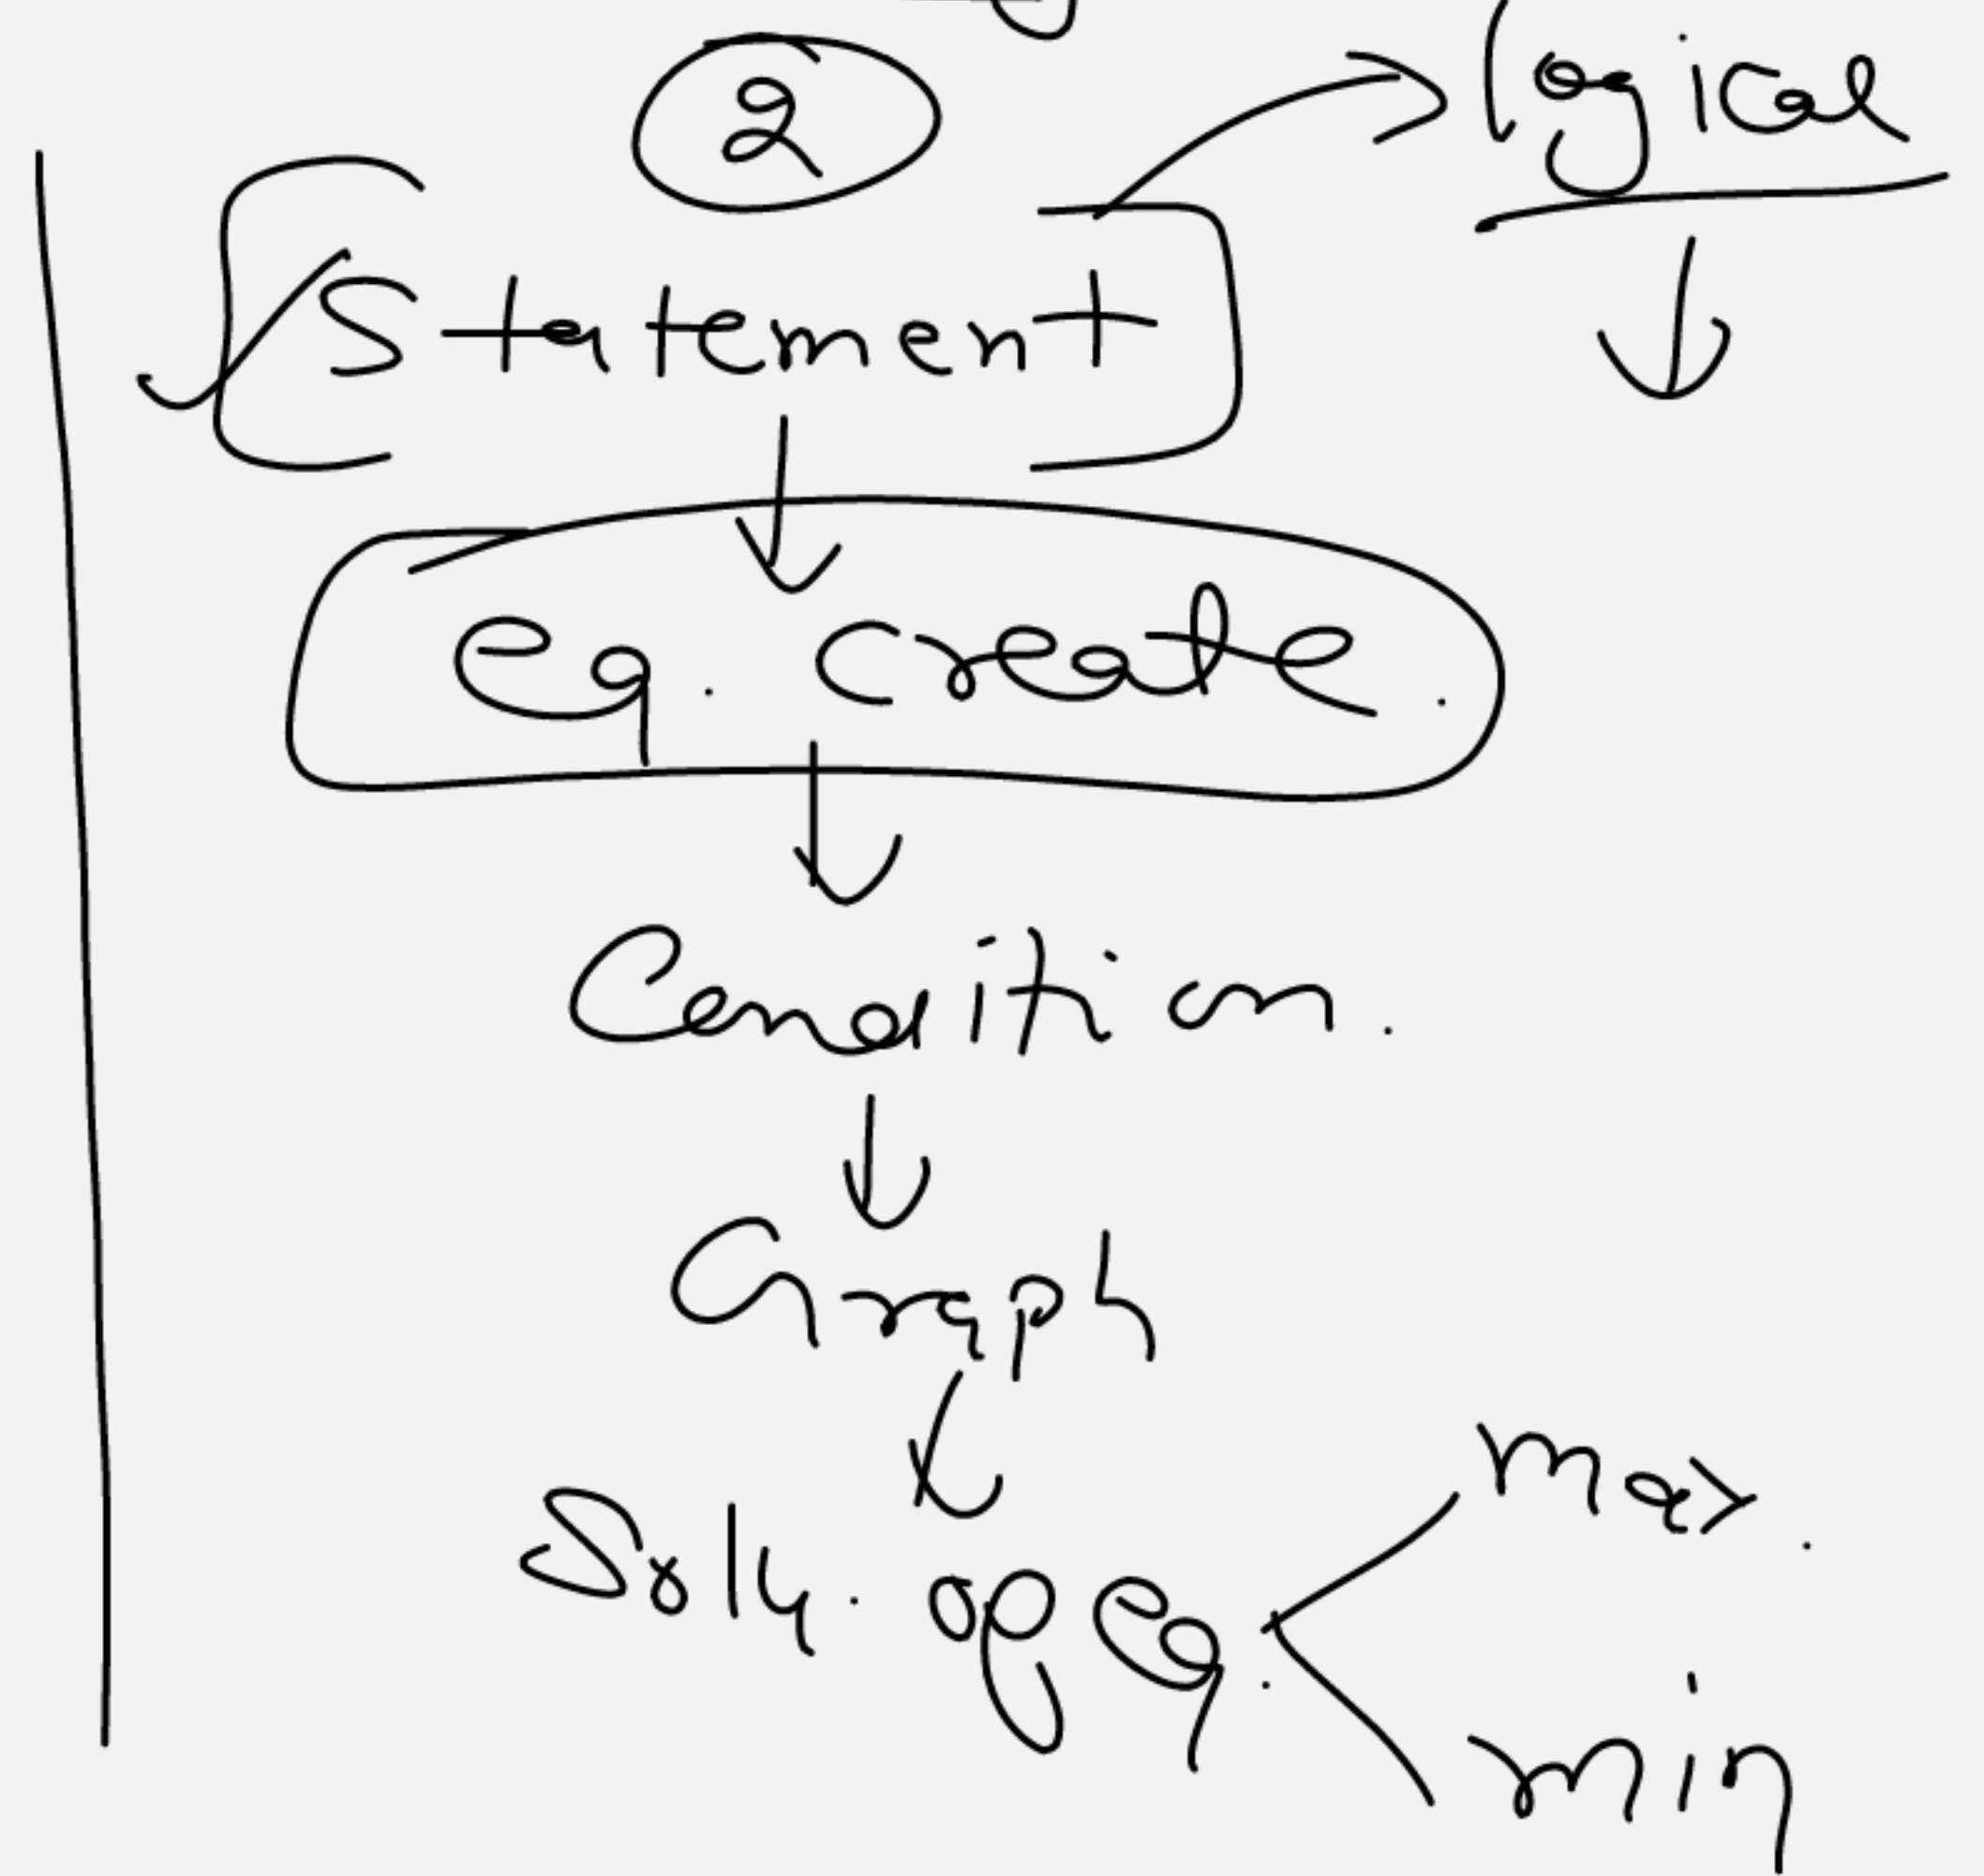 2
logical
Statement
eq. create.
Condition.
Graph
Soln. of eq.
max.
min